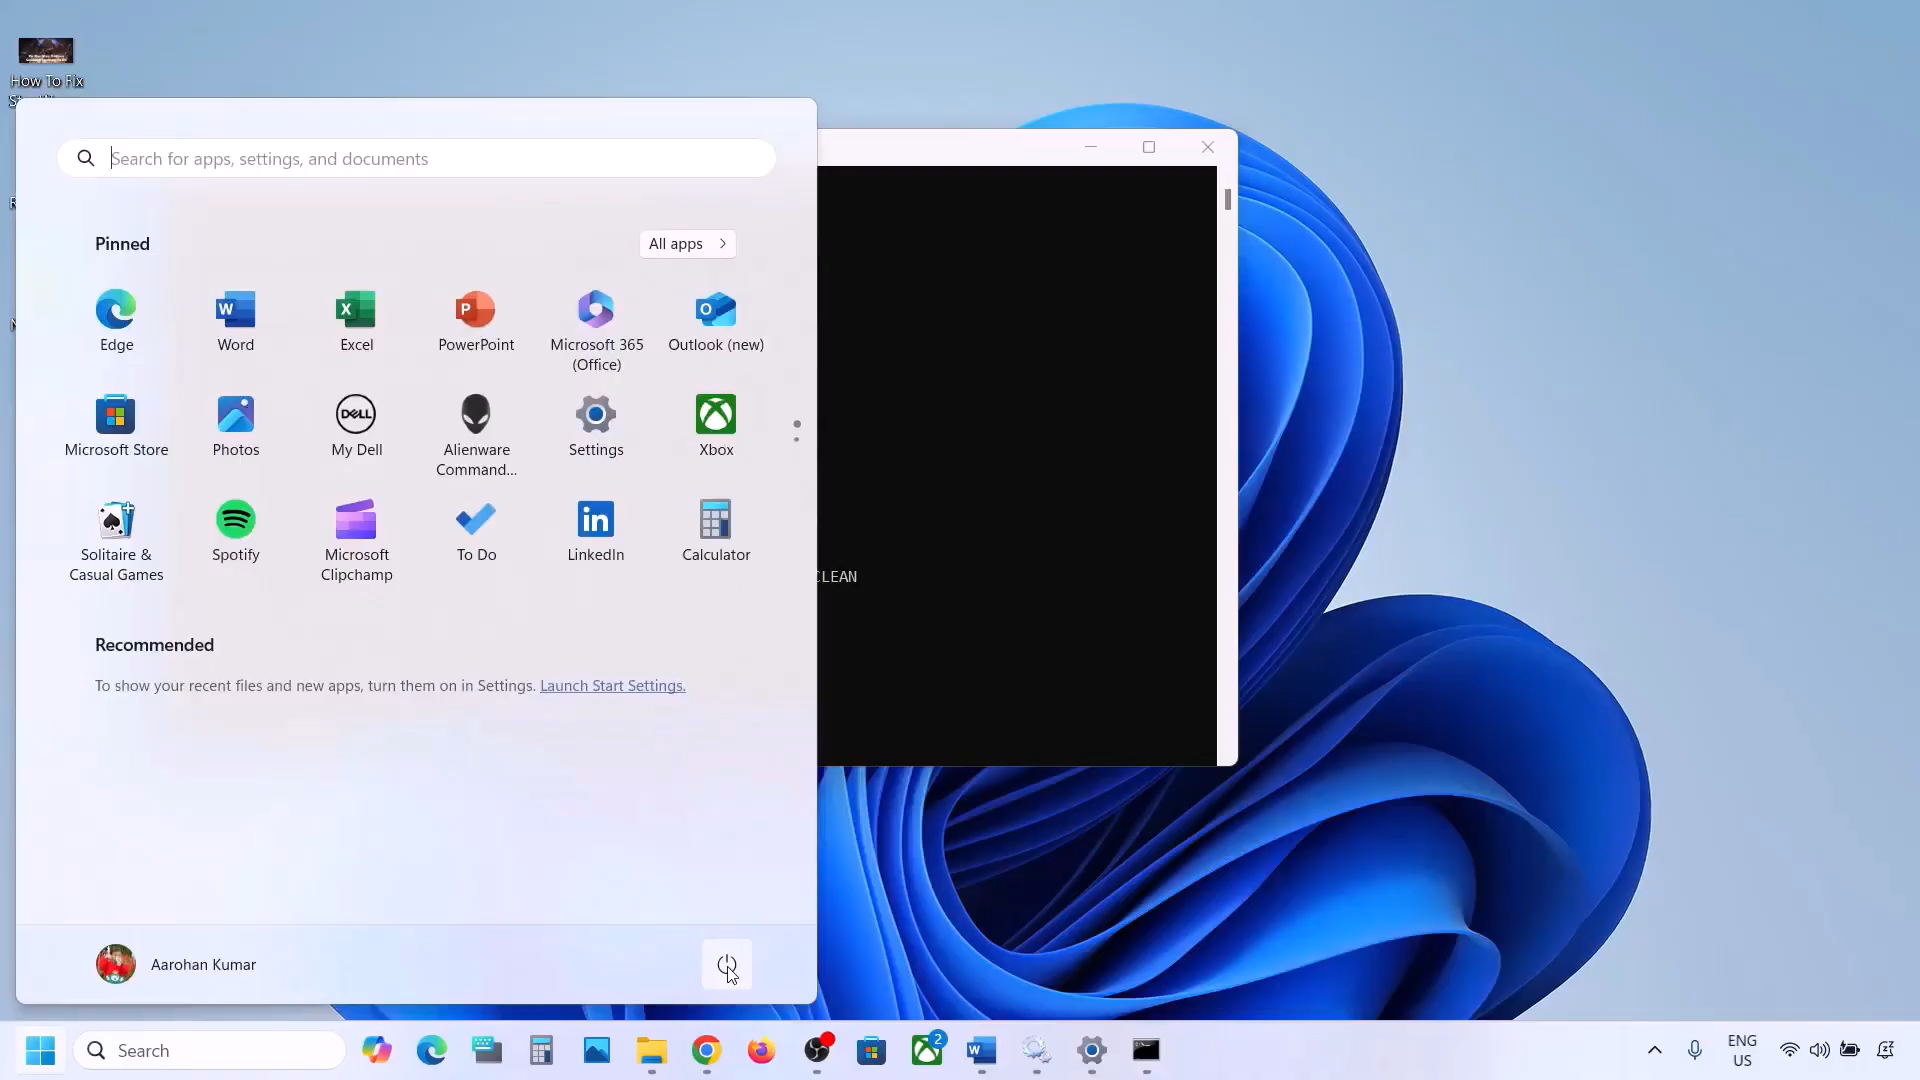 How To Fix
Search for apps, settings, and documents
Pinned
All apps
Edge
Word
Excel
PowerPoint
Microsoft 365
(Office)
Outlook (new)
Microsoft Store
Photos
My Dell
Alienware
Command...
Settings
Xbox
Solitaire &
Casual Games
Spotify
Microsoft
Clipchamp
To Do
LinkedIn
Calculator
CLEAN
Recommended
To show your recent files and new apps, turn them on in Settings. Launch Start Settings.
Aarohan Kumar
Search
2
ENG
US